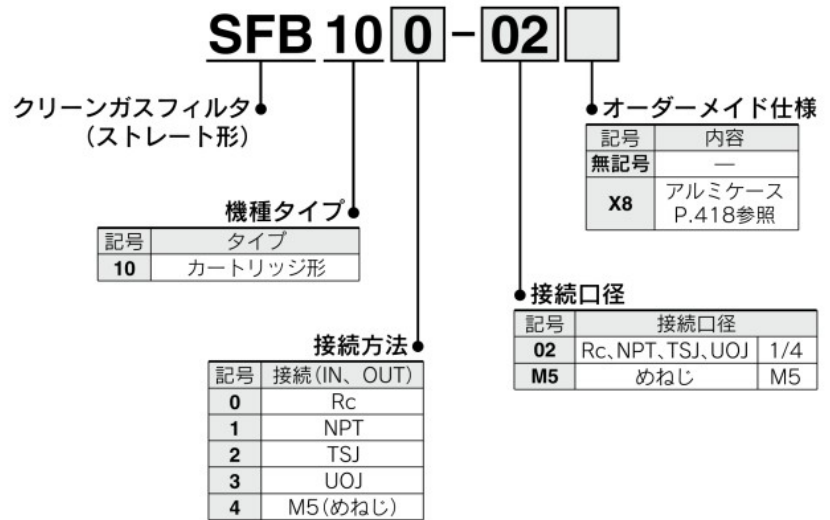 SFB 10 0 - 02
クリーンガスフィルタ
(ストレート形)
オーダーメイド仕様
記号 内容
無記号 —
X8 アルミケース
P.418参照
機種タイプ
記号 タイプ
10 カートリッジ形
接続口径
記号 接続口径
02 Rc、NPT、TSJ、UOJ 1/4
M5 めねじ M5
接続方法
記号 接続(IN、OUT)
0 Rc
1 NPT
2 TSJ
3 UOJ
4 M5(めねじ)